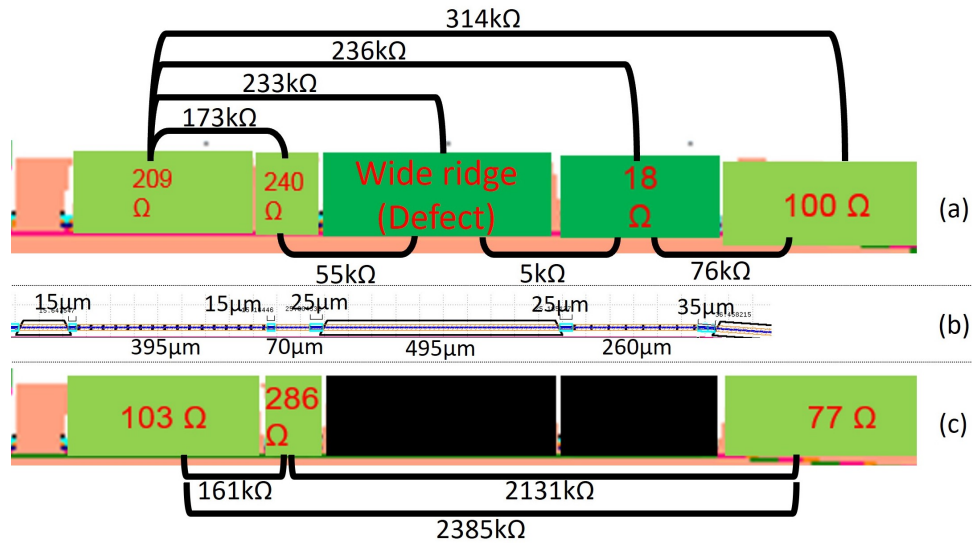 314kΩ
236kΩ
233kΩ
173kΩ
209
Ω
240
Ω
Wide ridge
(Defect)
18
Ω
100 Ω
(a)
55kΩ
5kΩ
76kΩ
15μm
15μm
25μm
25μm
35μm
395μm
70μm
495μm
260μm
(b)
103 Ω
286
Ω
77 Ω
(c)
161kΩ
2131kΩ
2385kΩ